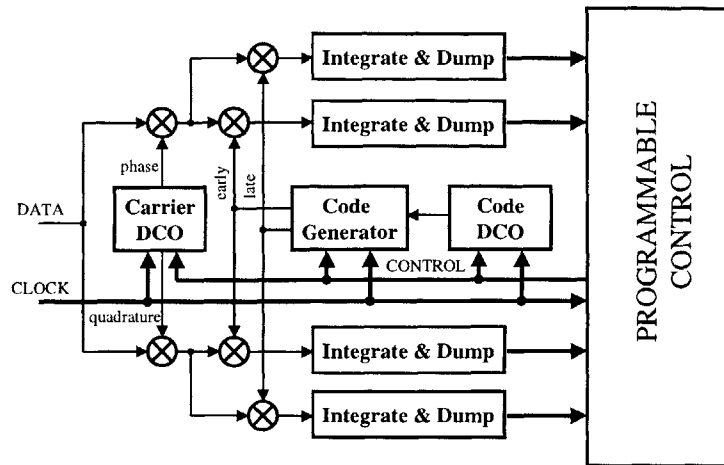 Integrate & Dump
Integrate & Dump
phase
early
late
DATA
Carrier
DCO
Code
Generator
Code
DCO
CONTROL
CLOCK
quadrature
Integrate & Dump
Integrate & Dump
PROGRAMMABLE
CONTROL